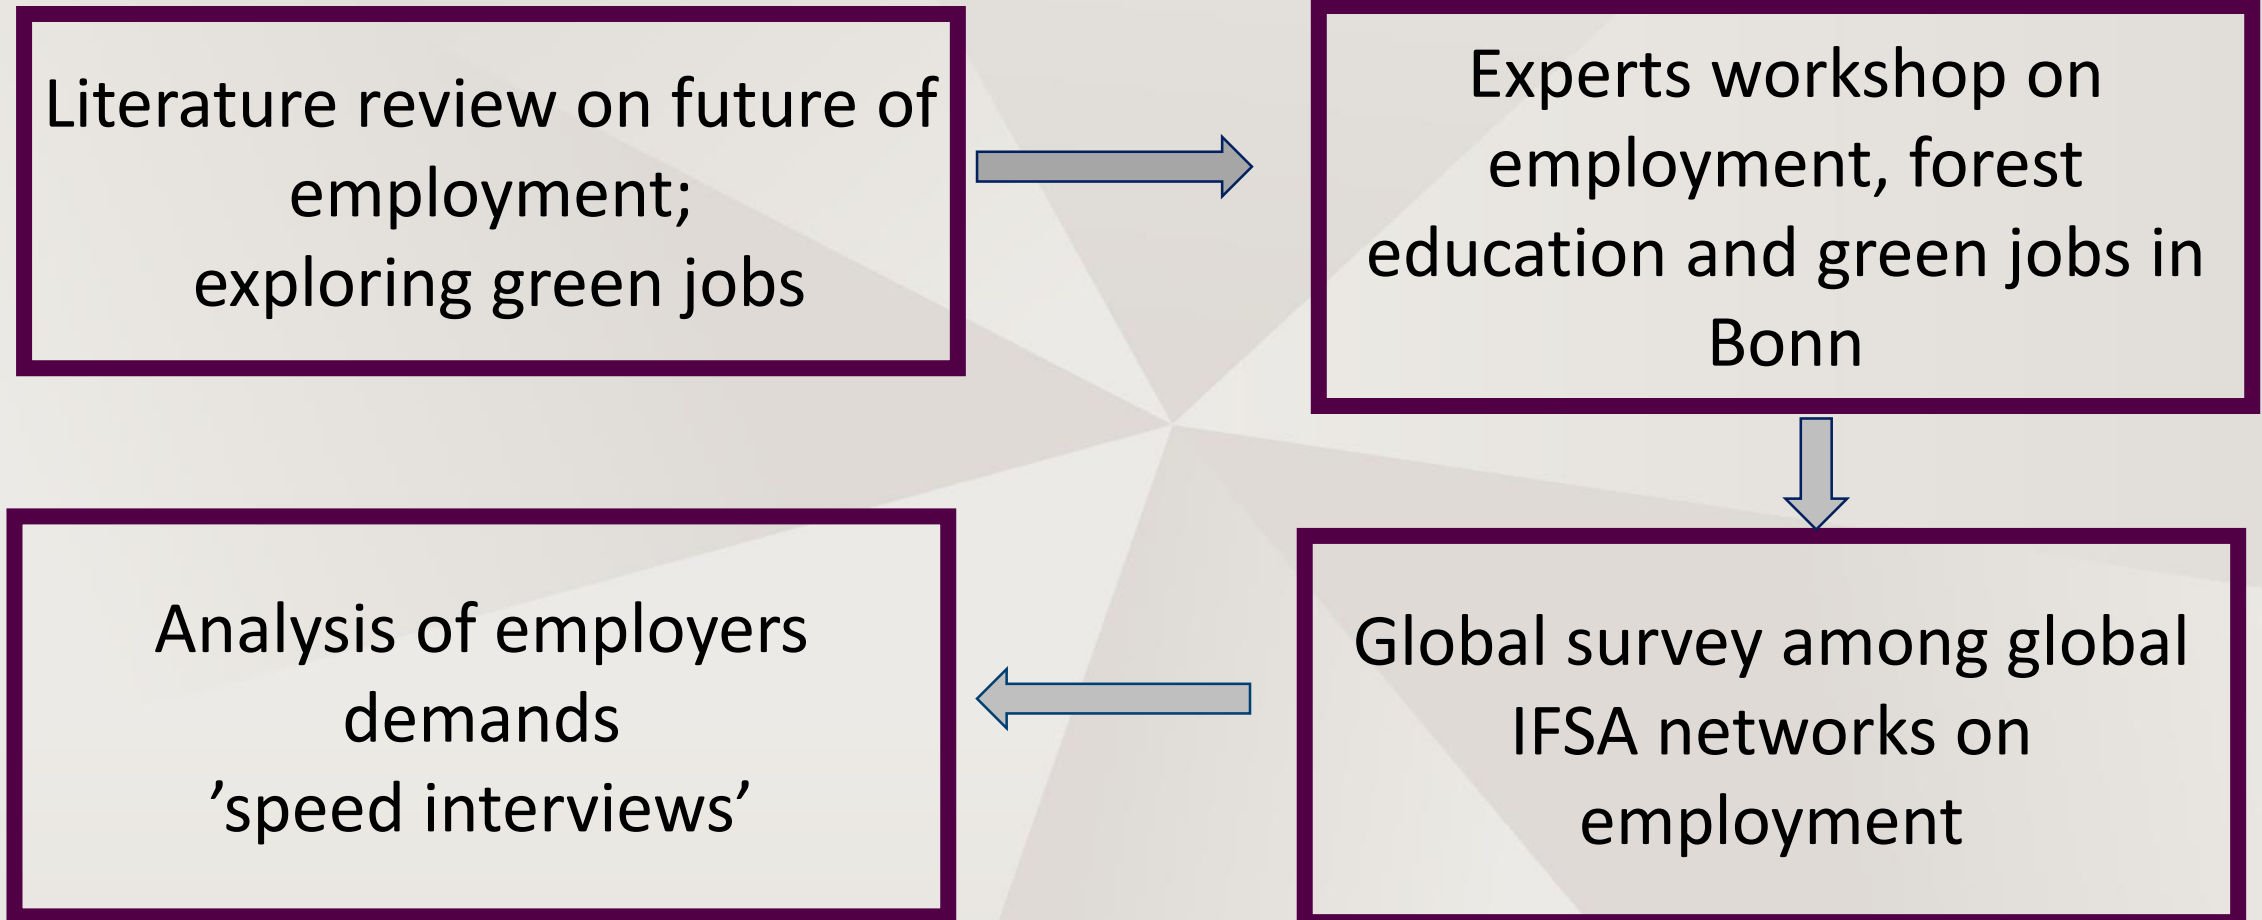 Literature review on future of
employment;
exploring green jobs
Experts workshop on
employment, forest
education and green jobs in
Bonn
Global survey among global
IFSA networks on
employment
Analysis of employers
demands
’speed interviews’